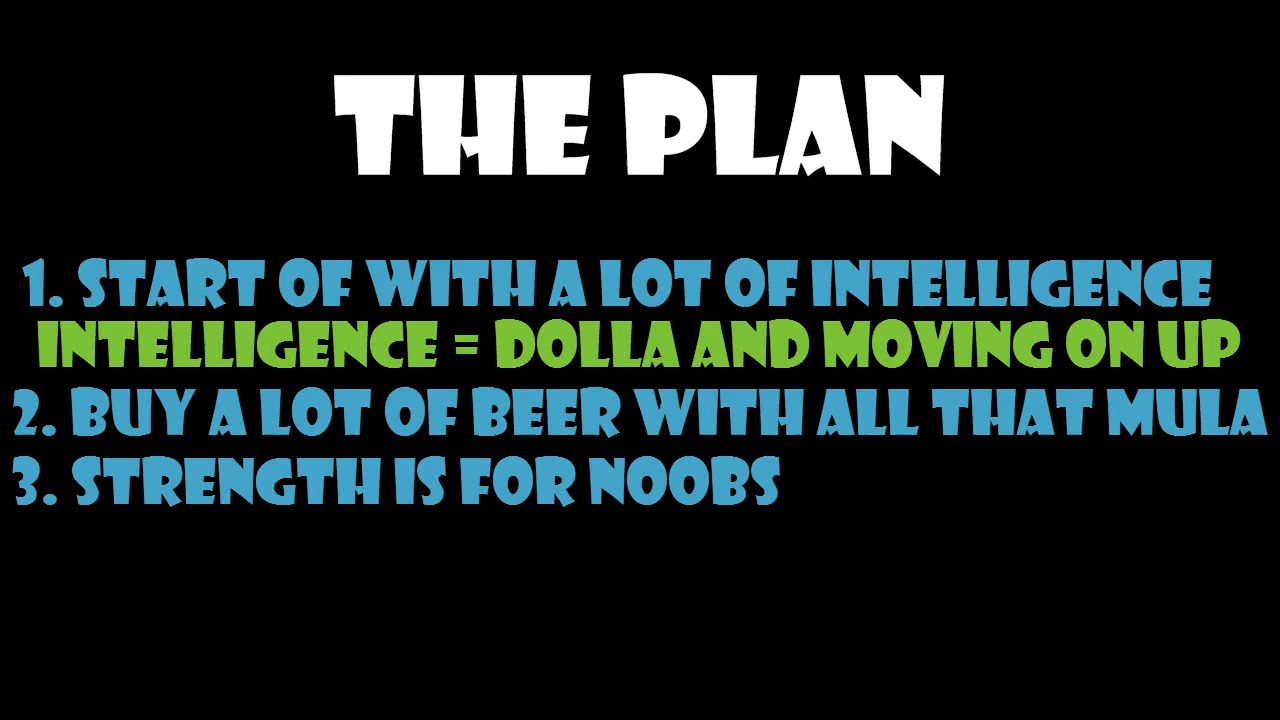 THE PLAN
1. START OF WITH A LOT OF INTELLIGENCE
INTELLIGENCE = DOLLA AND MOVING ON UP
2. BUY A LOT OF BEER WITH ALL THAT MULA
3. STRENGTH IS FOR NOOBS